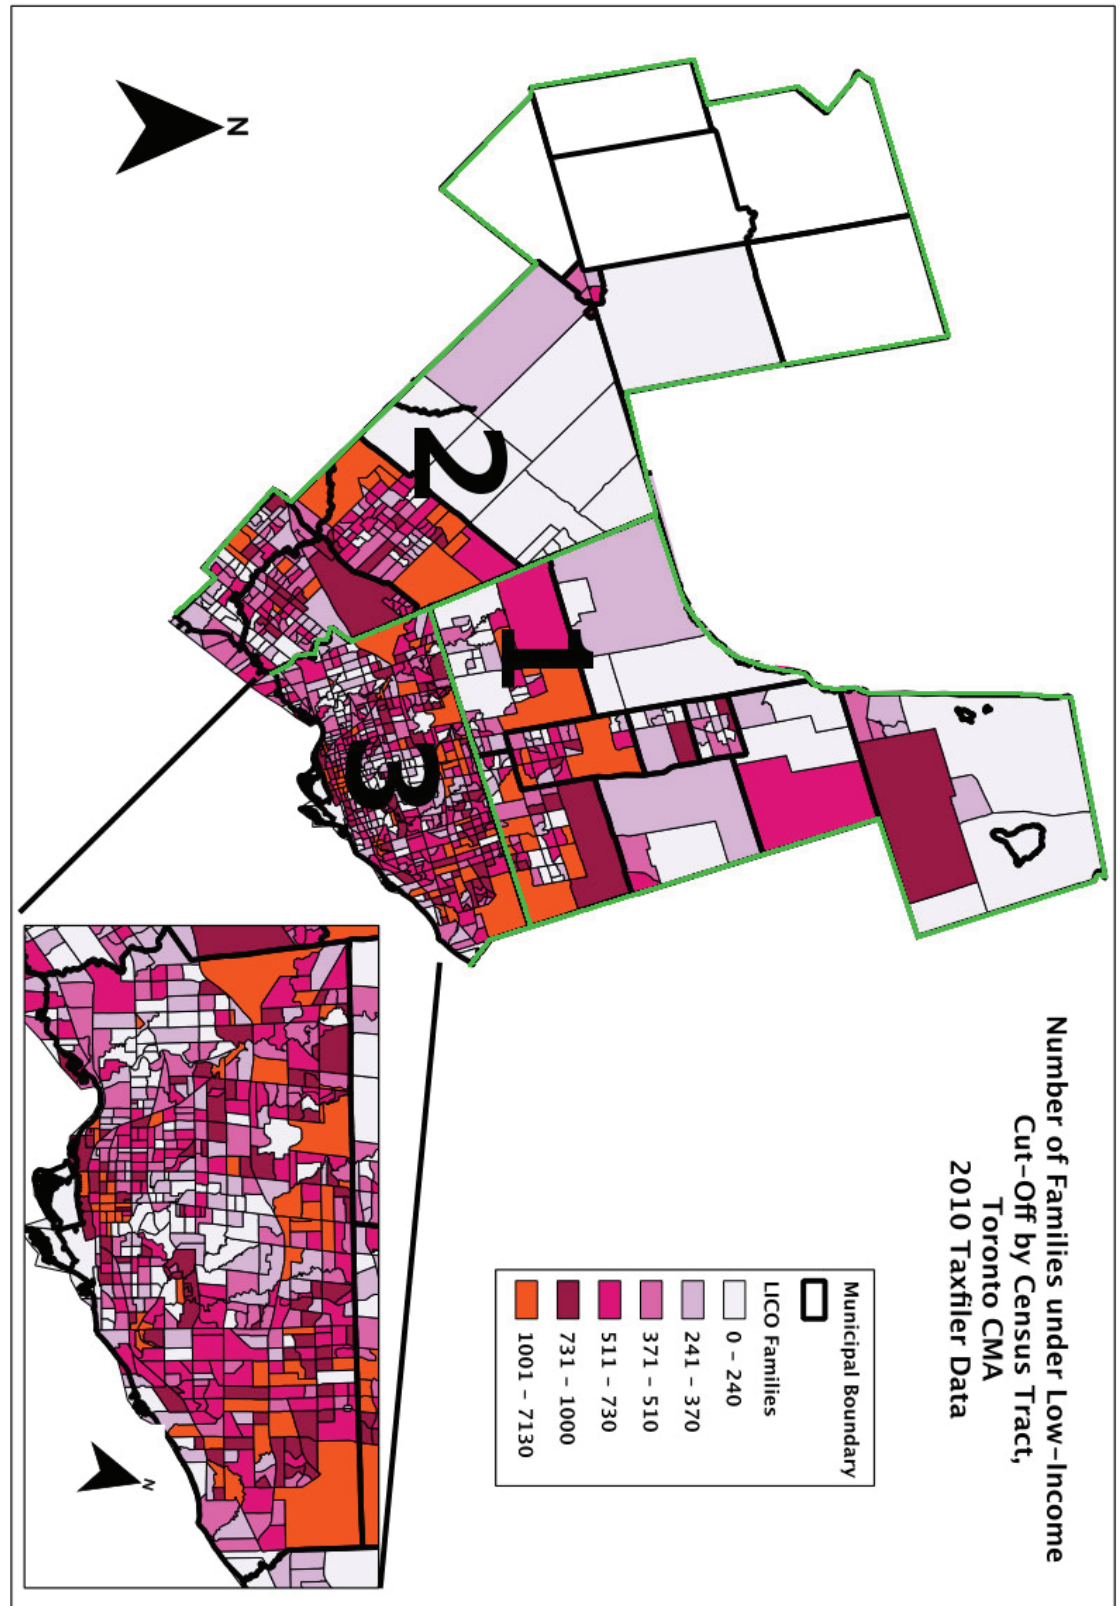 Number of Families under Low-Income
Cut-Off by Census Tract,
Toronto CMA
2010 Taxfiler Data
N
1
2
3
Municipal Boundary
LICO Families
0 - 240
241 - 370
371 - 510
511 - 730
731 - 1000
1001 - 7130
N